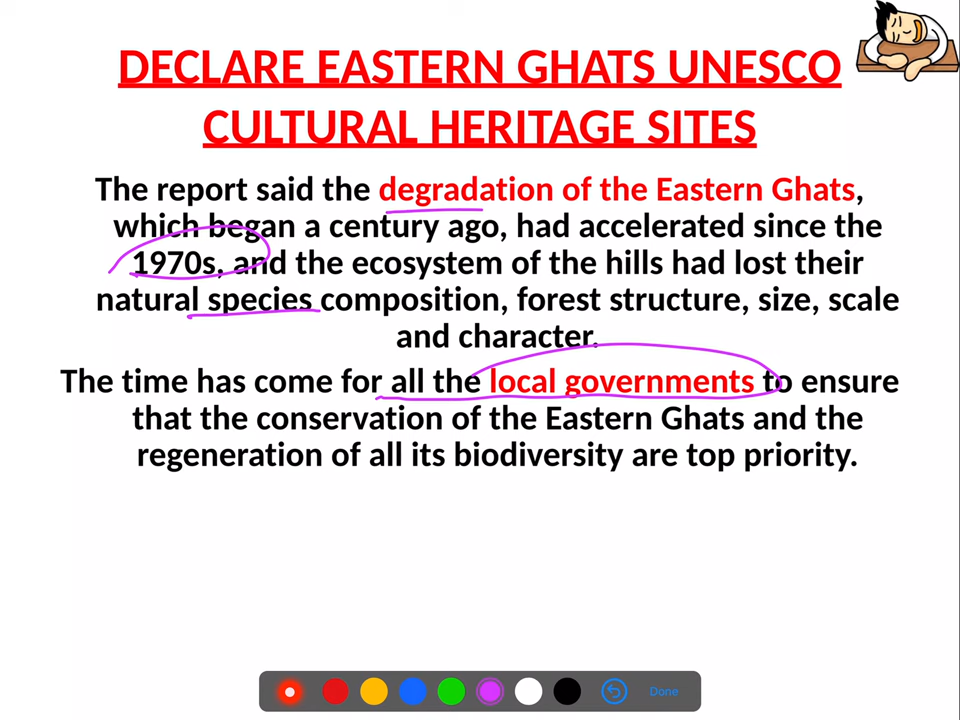 DECLARE EASTERN GHATS UNESCO
CULTURAL HERITAGE SITES
The report said the degradation of the Eastern Ghats,
which began a century ago, had accelerated since the
1970s, and the ecosystem of the hills had lost their
natural species composition, forest structure, size, scale
and character.
The time has come for all the local governments to ensure
that the conservation of the Eastern Ghats and the
regeneration of all its biodiversity are top priority.
Done